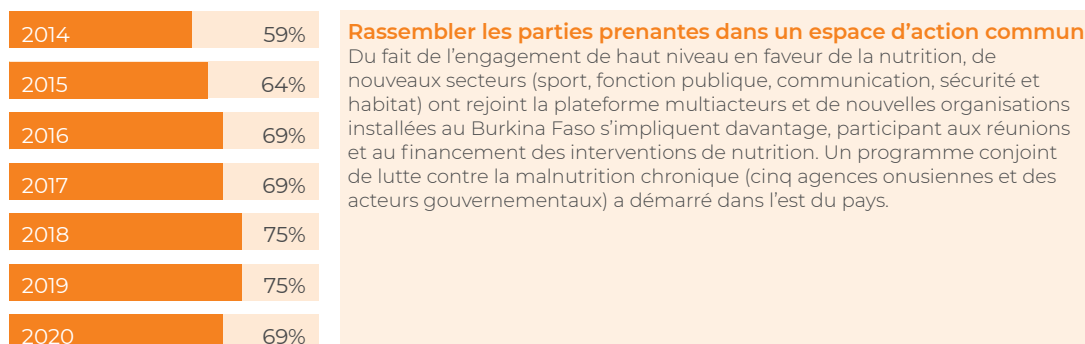 2014 59%
2015 64%
2016 69%
2017 69%
2018 75%
2019 75%
2020 69%
Rassembler les parties prenantes dans un espace d’action commun
Du fait de l’engagement de haut niveau en faveur de la nutrition, de
nouveaux secteurs (sport, fonction publique, communication, sécurité et
habitat) ont rejoint la plateforme multiacteurs et de nouvelles organisations
installées au Burkina Faso s’impliquent davantage, participant aux réunions
et au financement des interventions de nutrition. Un programme conjoint
de lutte contre la malnutrition chronique (cinq agences onusiennes et des
acteurs gouvernementaux) a démarré dans l’est du pays.